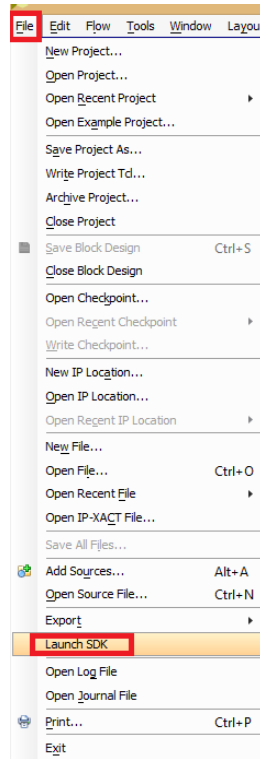 File Edit Flow Tools Window Layou
New Project...
Open Project...
Open Recent Project
Open Example Project...
Save Project As...
Write Project Tcl...
Archive Project...
Close Project
Save Block Design Ctrl+S
Close Block Design
Open Checkpoint...
Open Recent Checkpoint
Write Checkpoint...
New IP Location...
Open IP Location...
Open Recent IP Location
New File...
Open File... Ctrl+O
Open Recent File
Open IP-XACT File...
Save All Files...
Add Sources... Alt+A
Open Source File... Ctrl+N
Export
Launch SDK
Open Log File
Open Journal File
Print... Ctrl+P
Exit